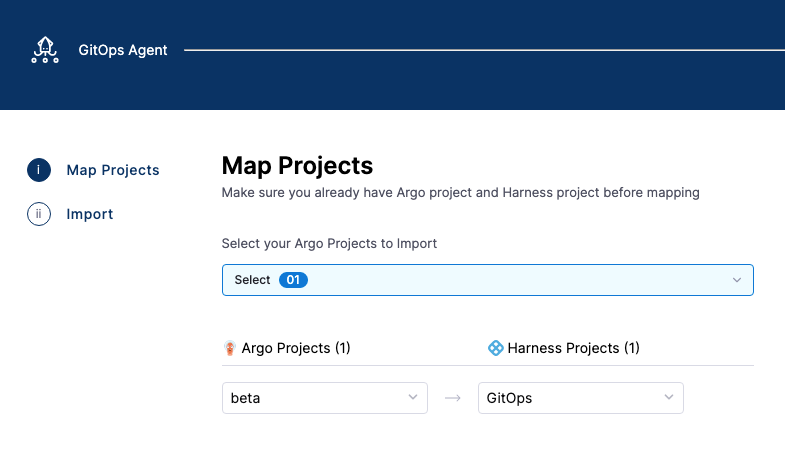 GitOps Agent
i Map Projects
ii Import
Map Projects
Make sure you already have Argo project and Harness project before mapping
Select your Argo Projects to Import
Select 01
Argo Projects (1) Harness Projects (1)
beta GitOps